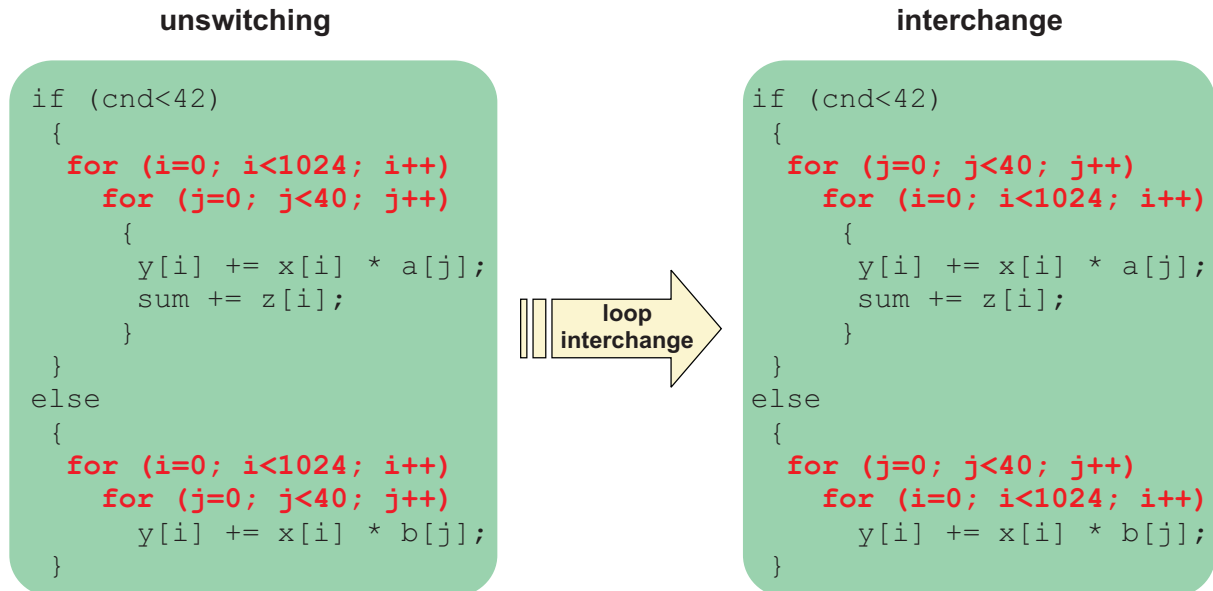 unswitching
if (cnd<42)
{
for (i=0; i<1024; i++)
for (j=0; j<40; j++)
{
y[i] += x[i] * a[j];
sum += z[i];
}
}
else
{
for (i=0; i<1024; i++)
for (j=0; j<40; j++)
y[i] += x[i] * b[j];
}
loop
interchange
interchange
if (cnd<42)
{
for (j=0; j<40; j++)
for (i=0; i<1024; i++)
{
y[i] += x[i] * a[j];
sum += z[i];
}
}
else
{
for (j=0; j<40; j++)
for (i=0; i<1024; i++)
y[i] += x[i] * b[j];
}